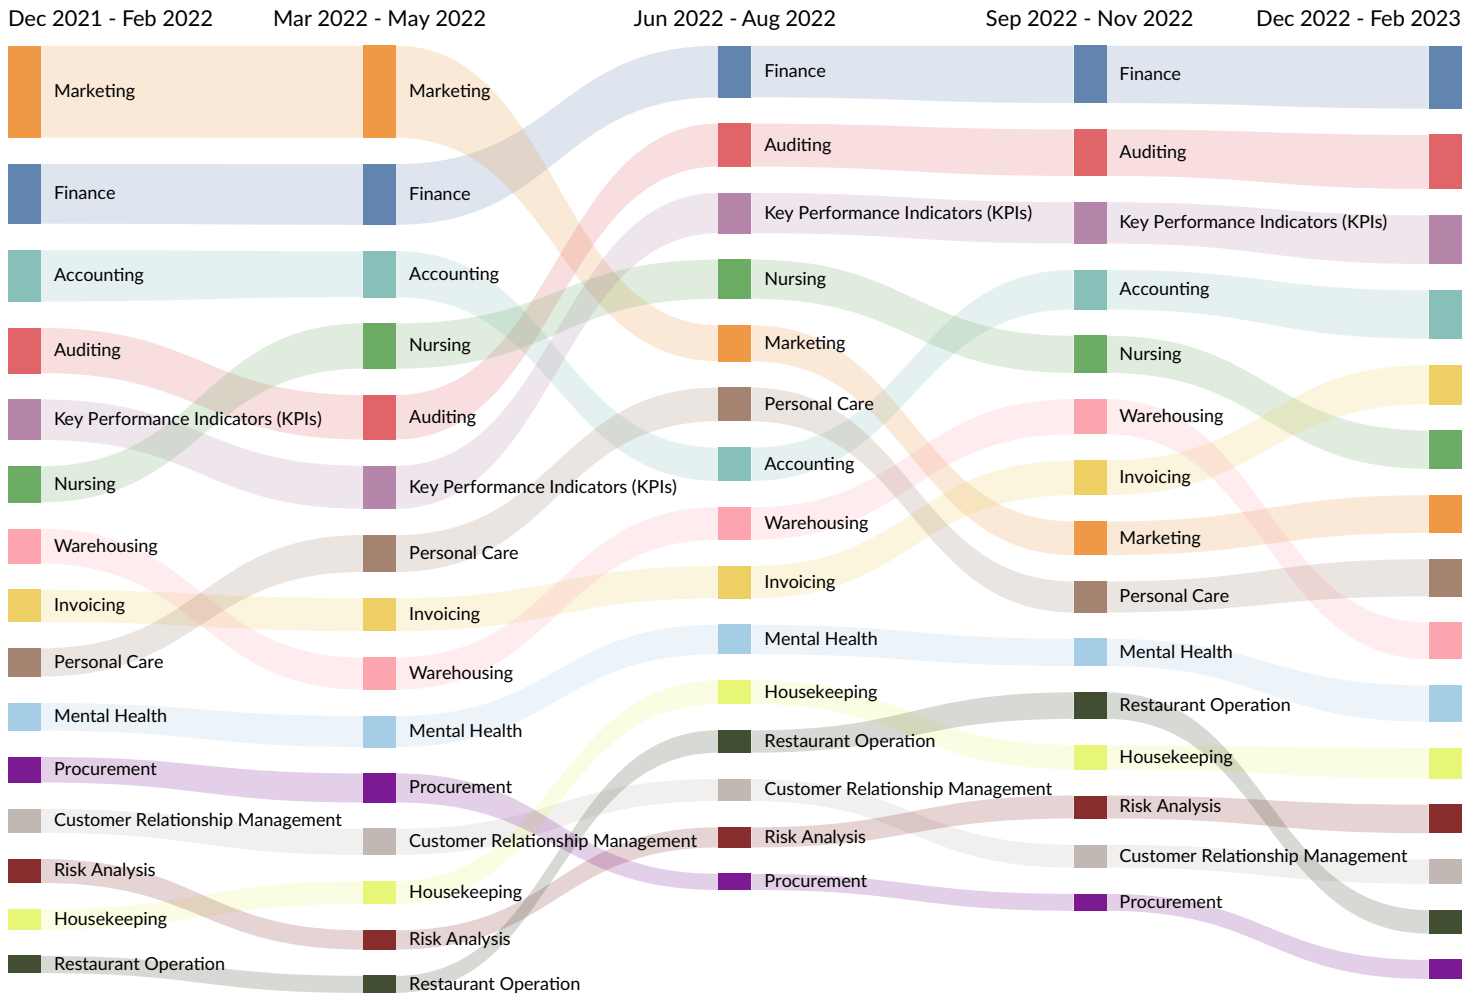 Dec 2021 - Feb 2022
Mar 2022 - May 2022
Jun 2022 - Aug 2022
Sep 2022 - Nov 2022
Dec 2022 - Feb 2023
Marketing
Finance
Accounting
Auditing
Key Performance Indicators (KPIs)
Nursing
Warehousing
Invoicing
Personal Care
Mental Health
Procurement
Customer Relationship Management
Risk Analysis
Housekeeping
Restaurant Operation
Marketing
Finance
Accounting
Nursing
Auditing
Key Performance Indicators (KPIs)
Personal Care
Invoicing
Warehousing
Mental Health
Procurement
Customer Relationship Management
Housekeeping
Risk Analysis
Restaurant Operation
Finance
Auditing
Key Performance Indicators (KPIs)
Nursing
Marketing
Personal Care
Accounting
Warehousing
Invoicing
Mental Health
Housekeeping
Restaurant Operation
Customer Relationship Management
Risk Analysis
Procurement
Finance
Auditing
Key Performance Indicators (KPIs)
Accounting
Nursing
Warehousing
Invoicing
Marketing
Personal Care
Mental Health
Restaurant Operation
Housekeeping
Risk Analysis
Customer Relationship Management
Procurement